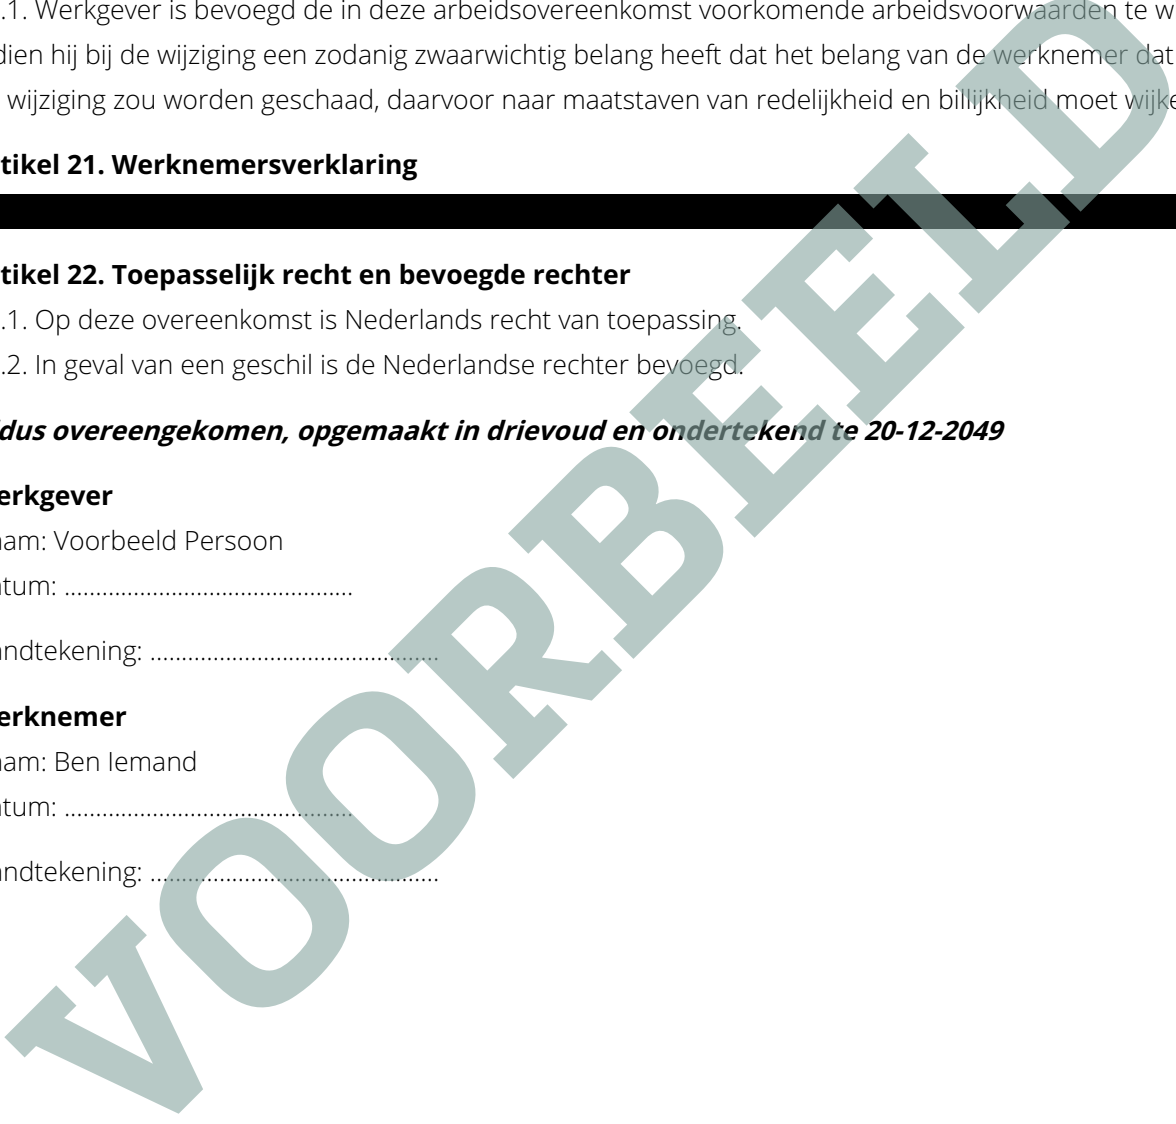 .1. Werkgever is bevoegd de in deze arbeidsovereenkomst voorkomende arbeidsvoorwaarden te w
dien hij bij de wijziging een zodanig zwaarwichtig belang heeft dat het belang van de werknemer dat
wijziging zou worden geschaad, daarvoor naar maatstaven van redelijkheid en billijkheid moet wijke
tikel 21. Werknemersverklaring
tikel 22. Toepasselijk recht en bevoegde rechter
.1. Op deze overeenkomst is Nederlands recht van toepassing.
.2. In geval van een geschil is de Nederlandse rechter bevoegd.
dus overeengekomen, opgemaakt in drievoud en ondertekend te 20-12-2049
erkgever
aam: Voorbeeld Persoon
atum: ..............................................
andtekening: ..............................................
erknemer
aam: Ben Iemand
atum: ..............................................
andtekening: ..............................................
VOORBEELD